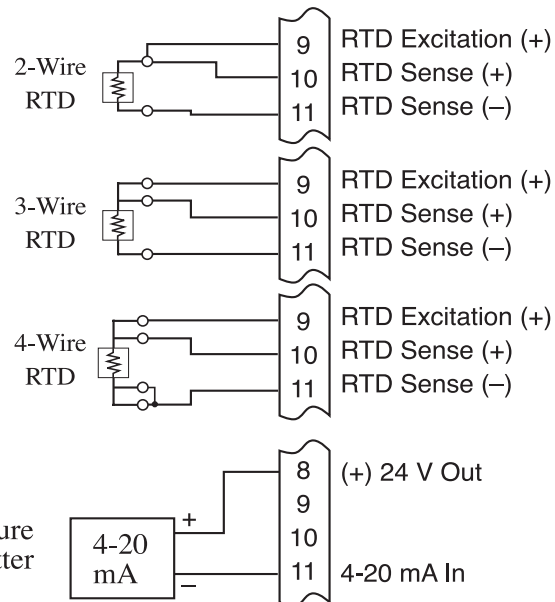 2-Wire
RTD
9 RTD Excitation (+)
10 RTD Sense (+)
11 RTD Sense (–)
3-Wire
RTD
9 RTD Excitation (+)
10 RTD Sense (+)
11 RTD Sense (–)
4-Wire
RTD
9 RTD Excitation (+)
10 RTD Sense (+)
11 RTD Sense (–)
8 (+) 24 V Out
9
10
11 4-20 mA In
+
4-20
mA
–